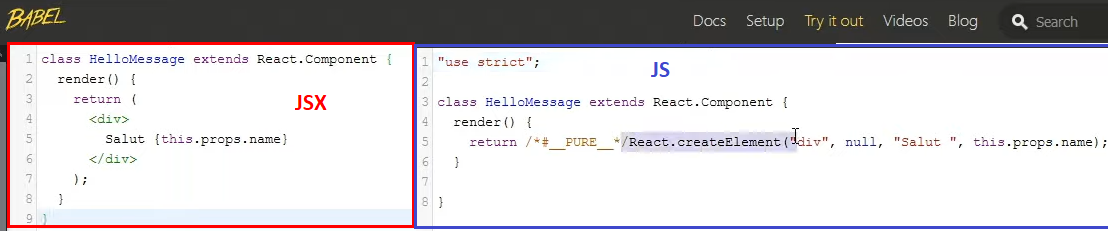 BABEL
Docs Setup Try it out Videos Blog Search
JSX
1 class HelloMessage extends React.Component {
2 render() {
3 return (
4 <div>
5 Salut {this.props.name}
6 </div>
7 );
8 }
9 }
JS
1 "use strict";
2
3 class HelloMessage extends React.Component {
4 render() {
5 return /*#__PURE__*/React.createElement("div", null, "Salut ", this.props.name);
6 }
7
8 }